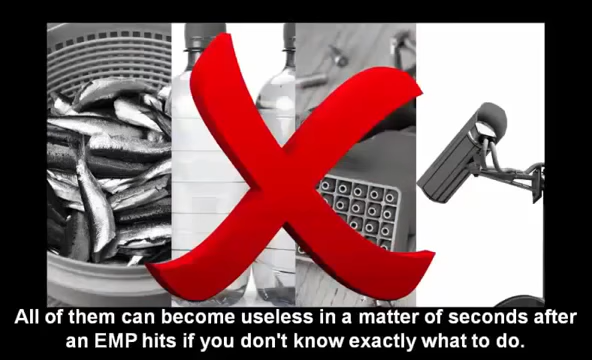 All of them can become useless in a matter of seconds after
an EMP hits if you don't know exactly what to do.